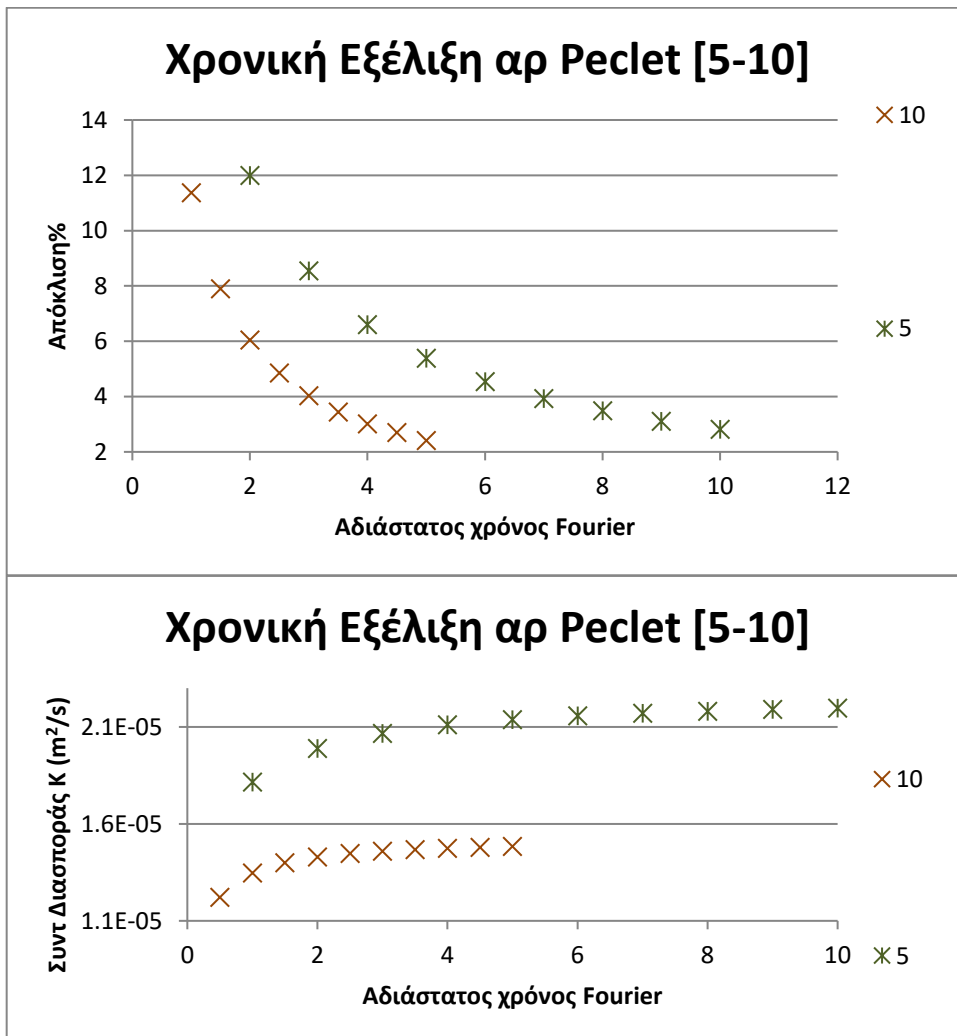 Χρονική Εξέλιξη αρ Peclet [5-10]
10
14
12
10
8
6
4
2
Απόκλιση%
5
0 2 4 6 8 10 12
Αδιάστατος χρόνος Fourier
Χρονική Εξέλιξη αρ Peclet [5-10]
Συντ Διασποράς K (m²/s)
2.1E-05
1.6E-05
1.1E-05
10
0 2 4 6 8 10
5
Αδιάστατος χρόνος Fourier